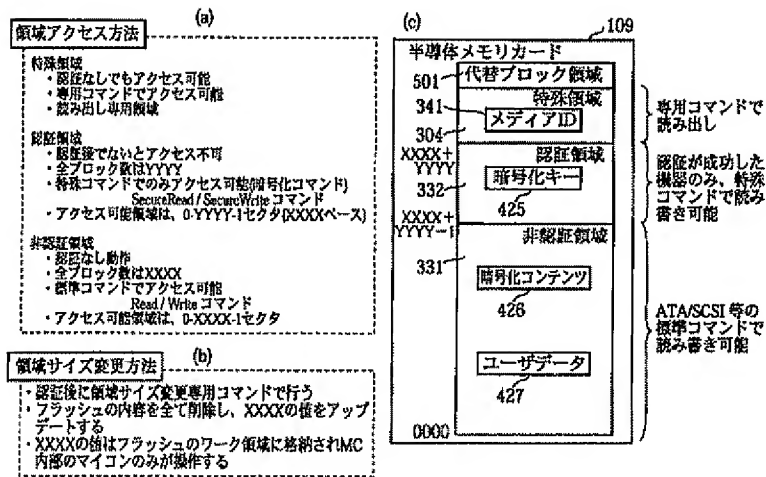 (a)
領域アクセス方法
特殊領域
・認証なしでもアクセス可能
・専用コマンドでアクセス可能
・読み出し専用領域
認証領域
・認証後でないとアクセス不可
・全ブロック数はYYYY
・特殊コマンドでのみアクセス可能(暗号化コマンド)
SecureRead / SecureWrite コマンド
・アクセス可能領域は、0-YYYY-1セクタ(XXXXベース)
非認証領域
・認証なし動作
・全ブロック数はXXXX
・標準コマンドでアクセス可能
Read / Write コマンド
・アクセス可能領域は、0-XXXX-1セクタ
(b)
領域サイズ変更方法
・認証後に領域サイズ変更専用コマンドで行う
・フラッシュの内容を全て削除し、XXXXの値をアップ
デートする
・XXXXの値はフラッシュのワーク領域に格納されMC
内部のマイコンのみが操作する
(c)
109
半導体メモリカード
501
代替ブロック領域
特殊領域
341
メディアID
304
専用コマンドで
読み出し
XXXX+
YYYY
認証領域
332
暗号化キー
425
認証が成功した
機器のみ、特殊
コマンドで読み
書き可能
XXXX+
YYYY-1
非認証領域
331
暗号化コンテンツ
426
ATA/SCSI 等の
標準コマンドで
読み書き可能
ユーザデータ
427
0000